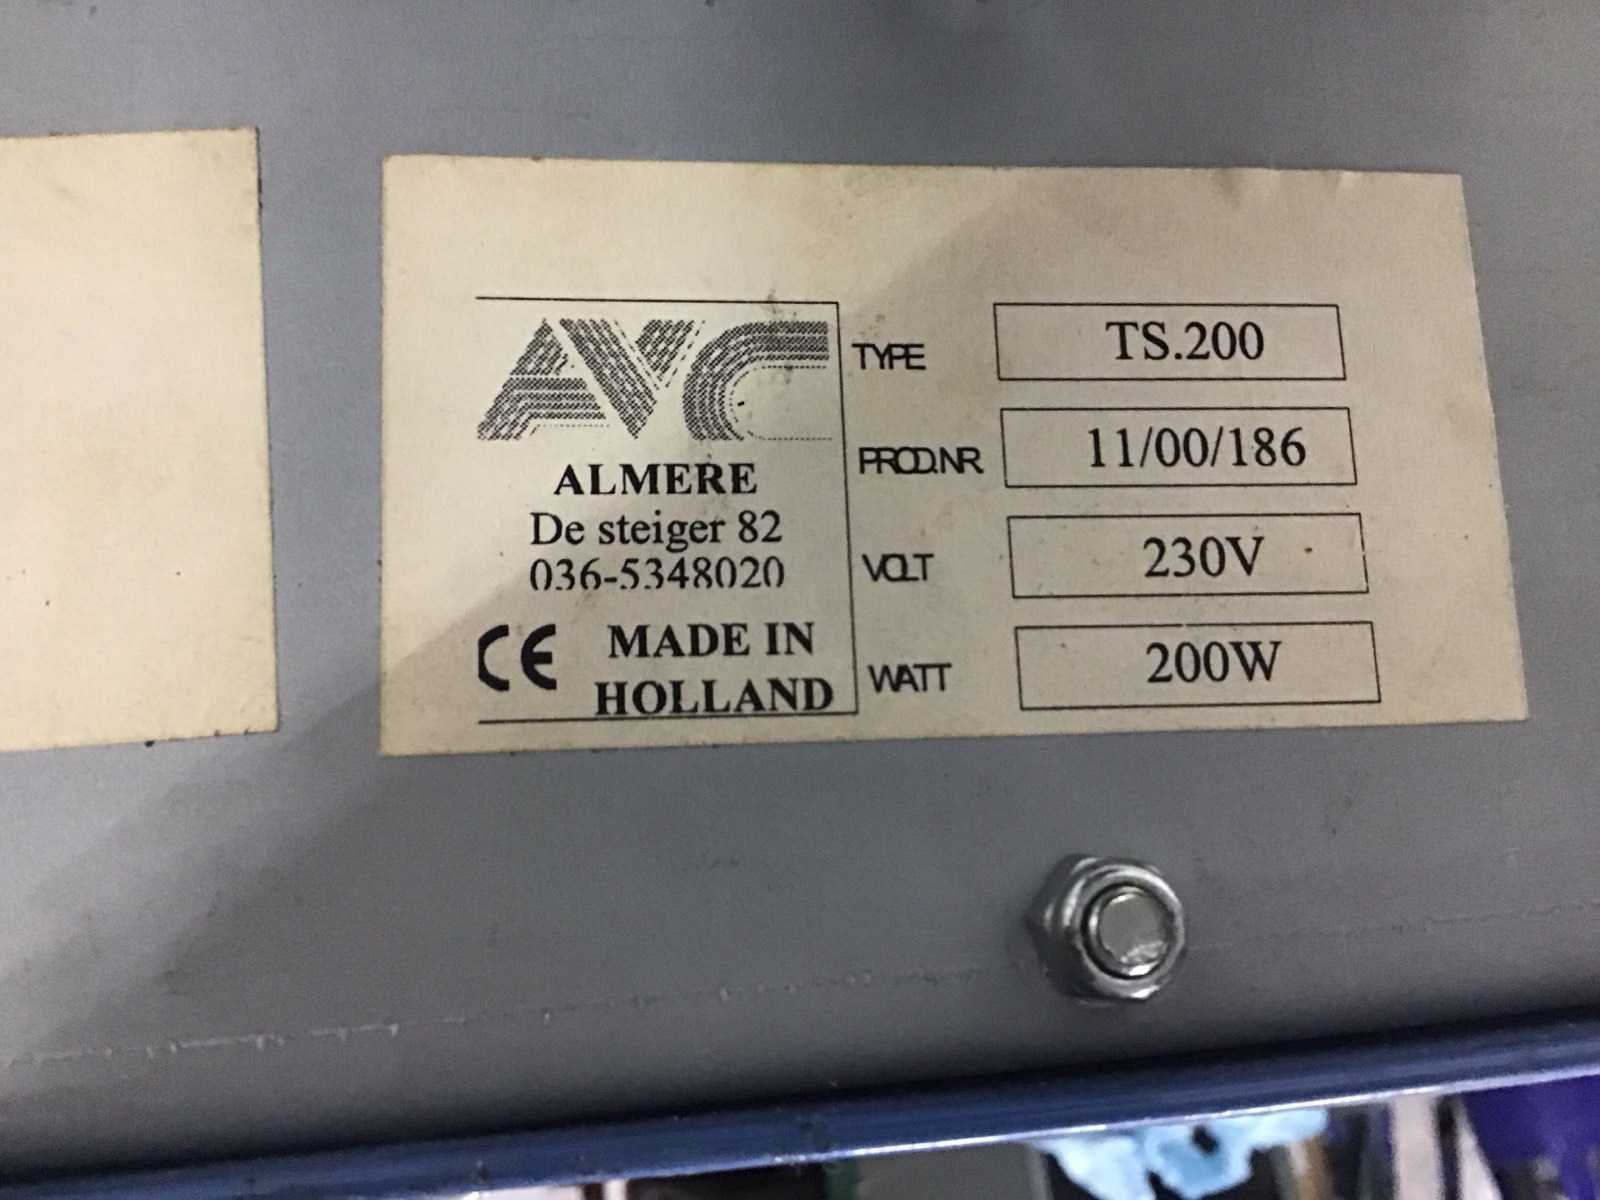 AVC
ALMERE
De steiger 82
036-5348020
CE MADE IN
HOLLAND
TYPE TS.200
PROD.NR 11/00/186
VOLT 230V
WATT 200W